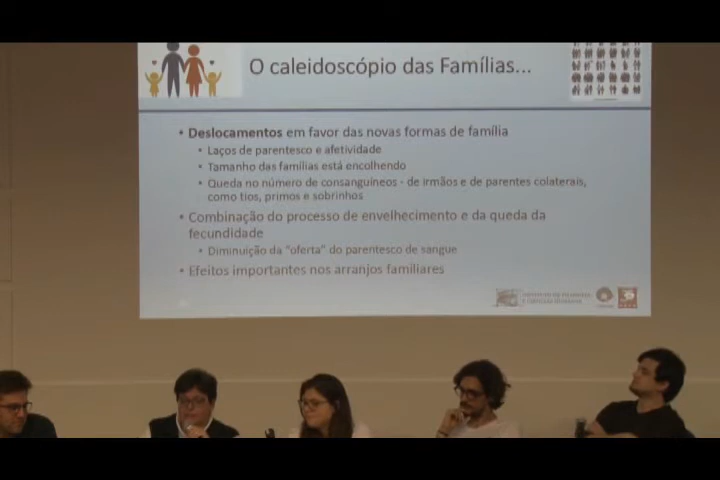 O caleidoscópio das Famílias...
• Deslocamentos em favor das novas formas de família
• Laços de parentesco e afetividade
• Tamanho das famílias está encolhendo
• Queda no número de consanguíneos - de irmãos e de parentes colaterais,
como tios, primos e sobrinhos
• Combinação do processo de envelhecimento e da queda da
fecundidade
• Diminuição da "oferta" do parentesco de sangue
• Efeitos importantes nos arranjos familiares